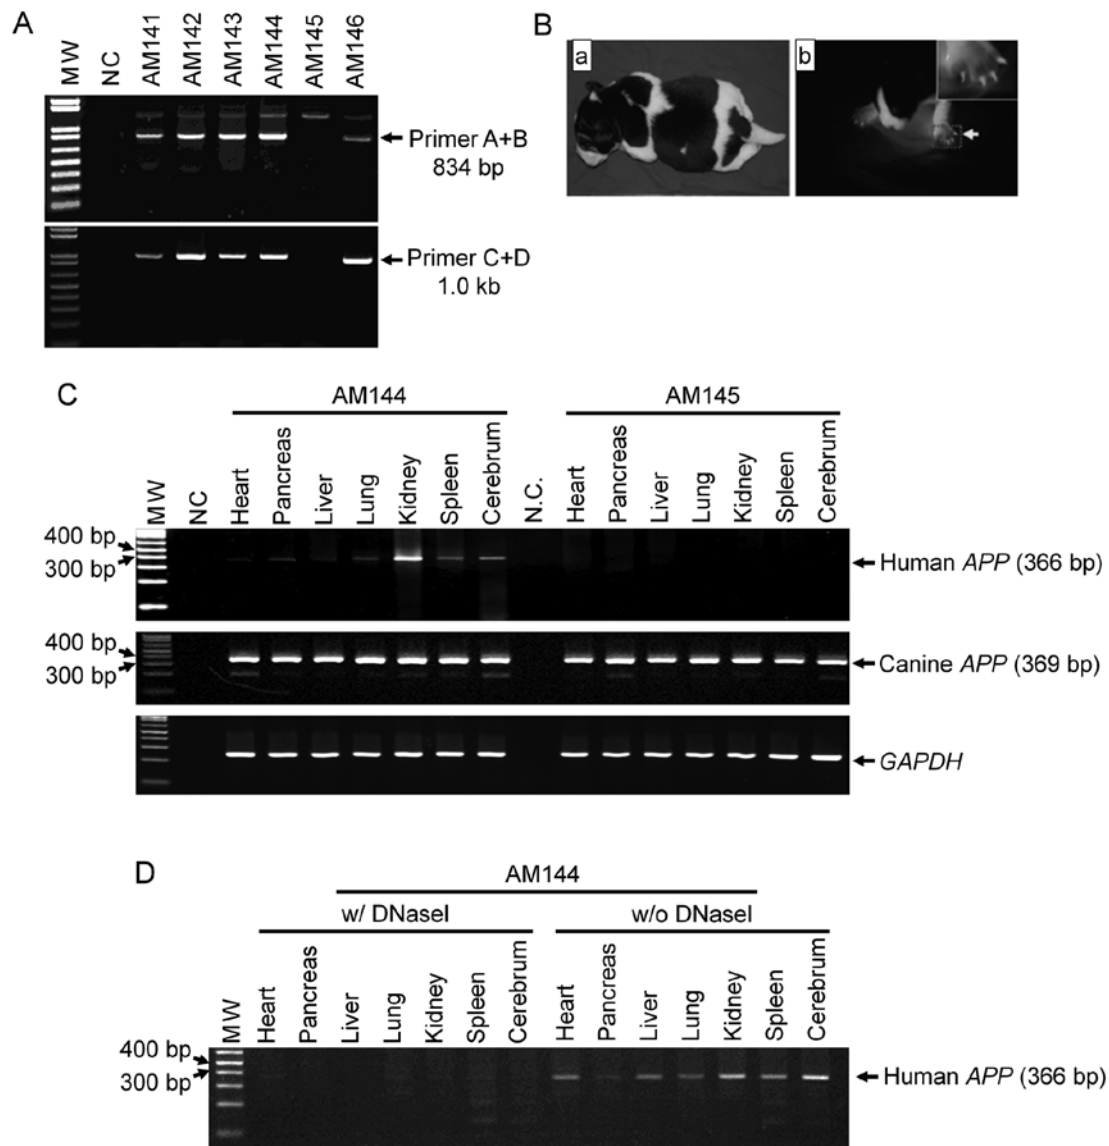 A
MW
NC
AM141
AM142
AM143
AM144
AM145
AM146
Primer A+B
834 bp
Primer C+D
1.0 kb
B
a
b
C
AM144
AM145
MW
NC
Heart
Pancreas
Liver
Lung
Kidney
Spleen
Cerebrum
N.C.
Heart
Pancreas
Liver
Lung
Kidney
Spleen
Cerebrum
400 bp
300 bp
Human APP (366 bp)
400 bp
300 bp
Canine APP (369 bp)
GAPDH
D
AM144
w/ DNaseI
w/o DNaseI
MW
Heart
Pancreas
Liver
Lung
Kidney
Spleen
Cerebrum
Heart
Pancreas
Liver
Lung
Kidney
Spleen
Cerebrum
400 bp
300 bp
Human APP (366 bp)